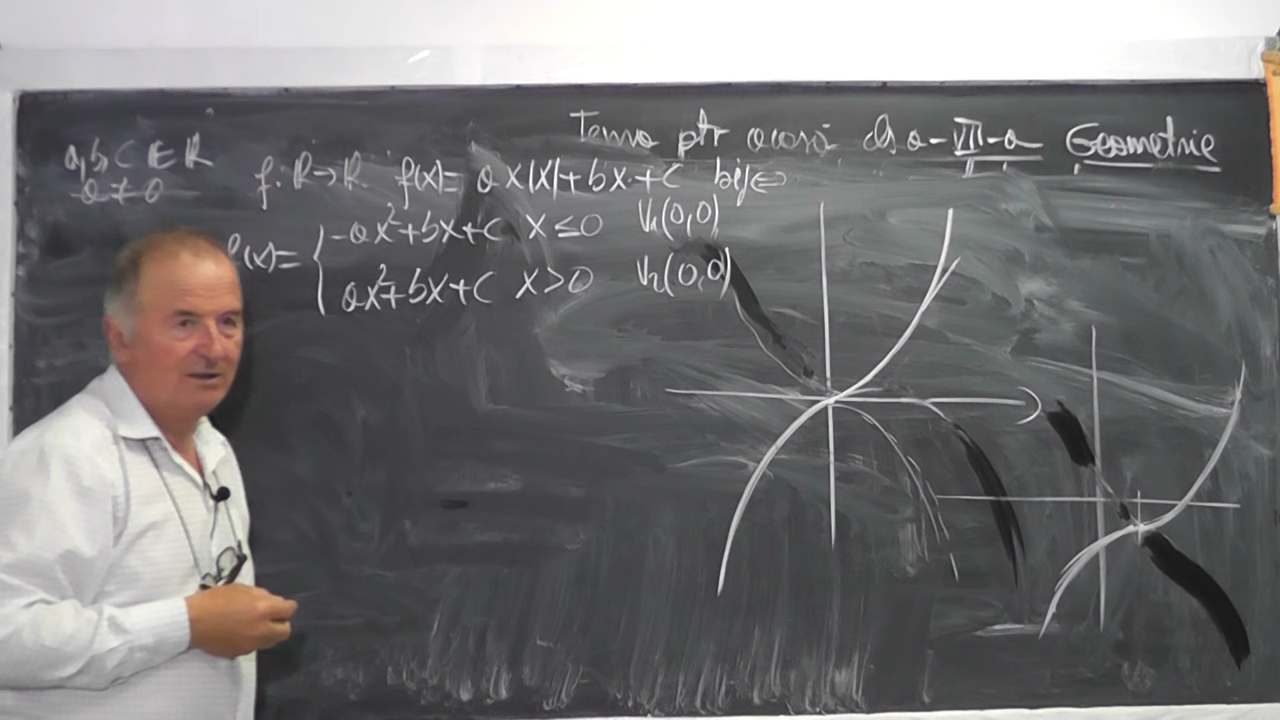 Tema ptr acasă cls a-VII-a Geometrie
a, b, c ∈ R
a ≠ 0
f: R→R f(x)= a x|x|+bx+c bij⇔
f(x)= { -ax²+bx+c x≤0 V₁(0,0)
ax²+bx+c x>0 V₂(0,0)